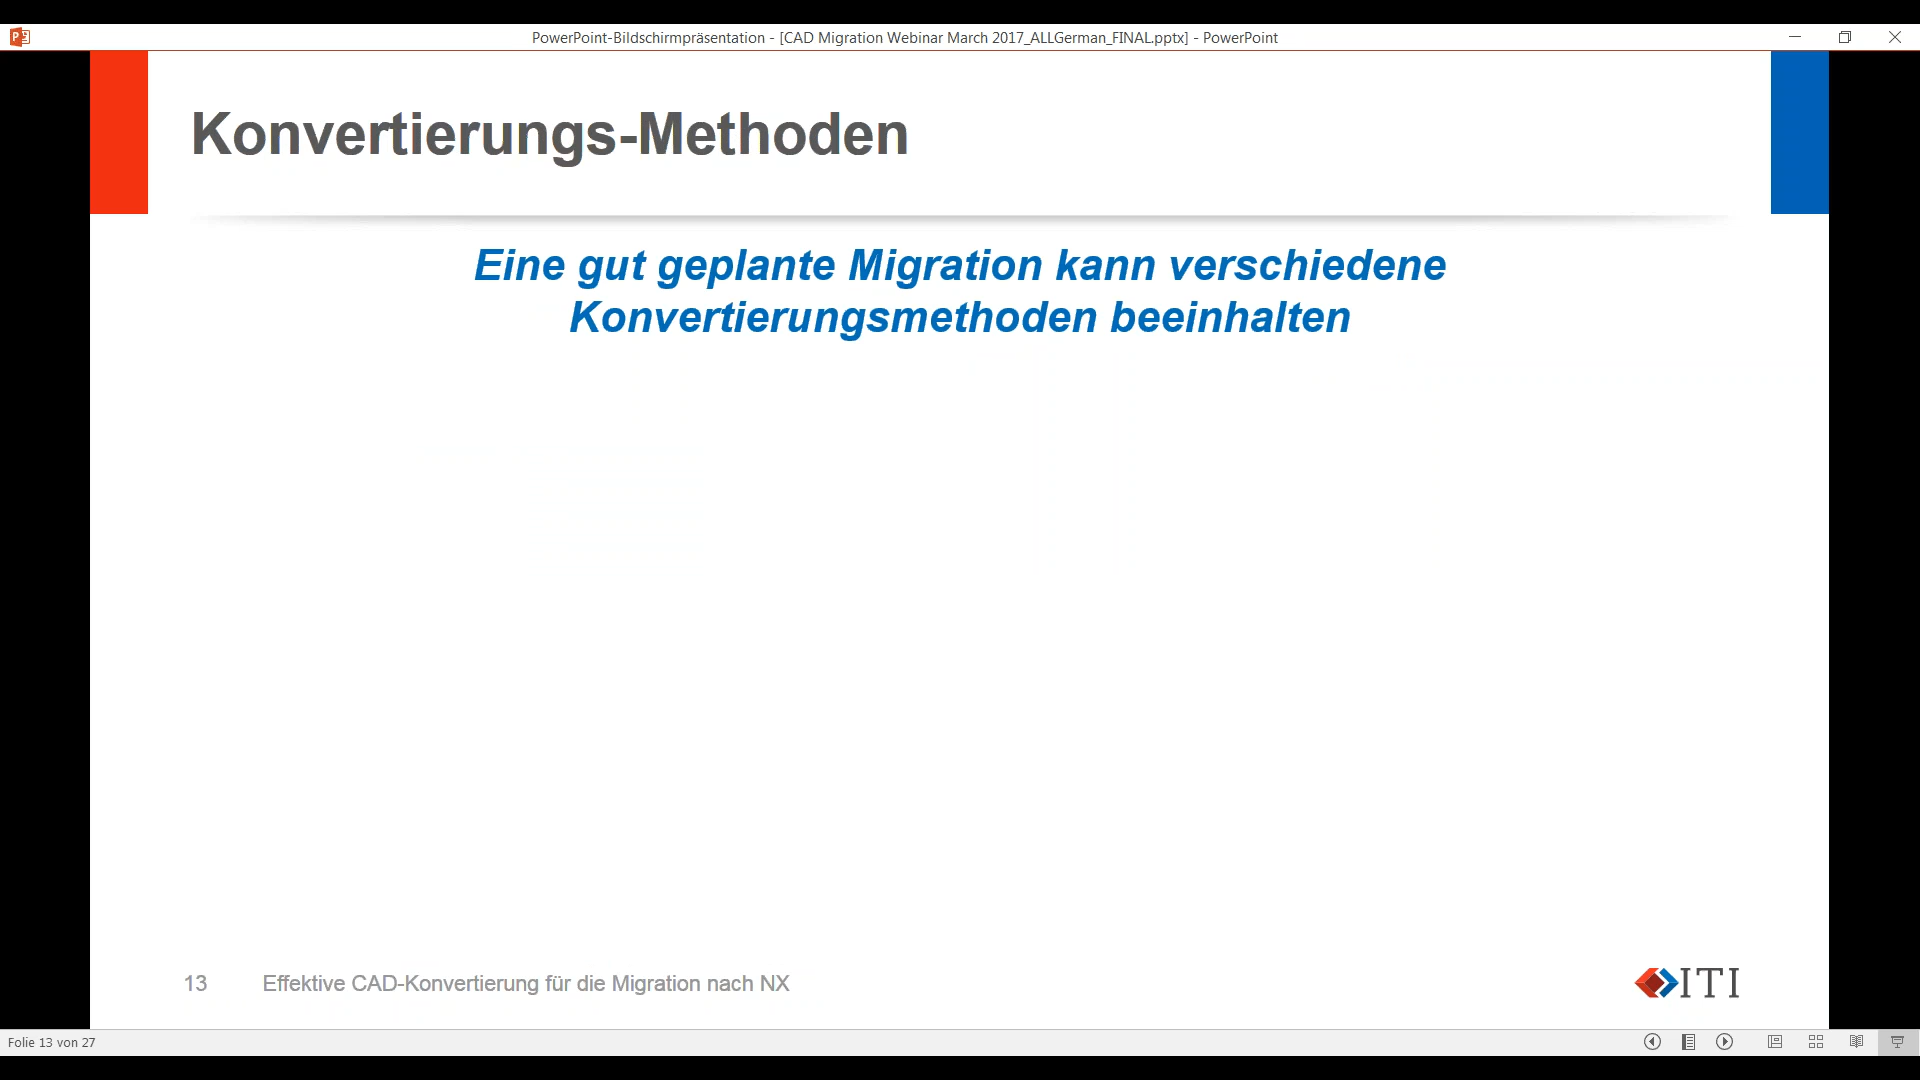 PowerPoint-Bildschirmpräsentation - [CAD Migration Webinar March 2017_ALLGerman_FINAL.pptx] - PowerPoint
Konvertierungs-Methoden
Eine gut geplante Migration kann verschiedene
Konvertierungsmethoden beeinhalten
13 Effektive CAD-Konvertierung für die Migration nach NX
ITI
Folie 13 von 27